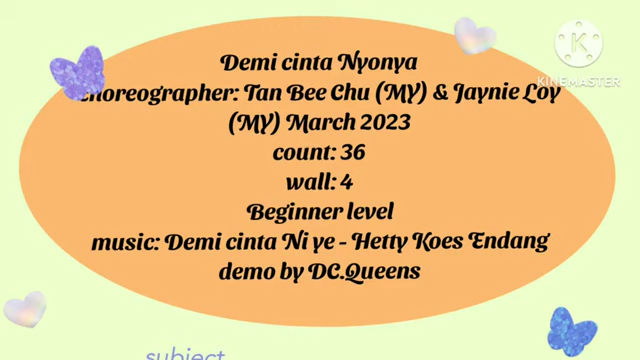 Demi cinta Nyonya
choreographer: Tan Bee Chu (MY) & Jaynie Loy
(MY) March 2023
count: 36
wall: 4
Beginner level
music: Demi cinta Ni ye - Hetty Koes Endang
demo by DC.Queens
KINEMASTER
subject